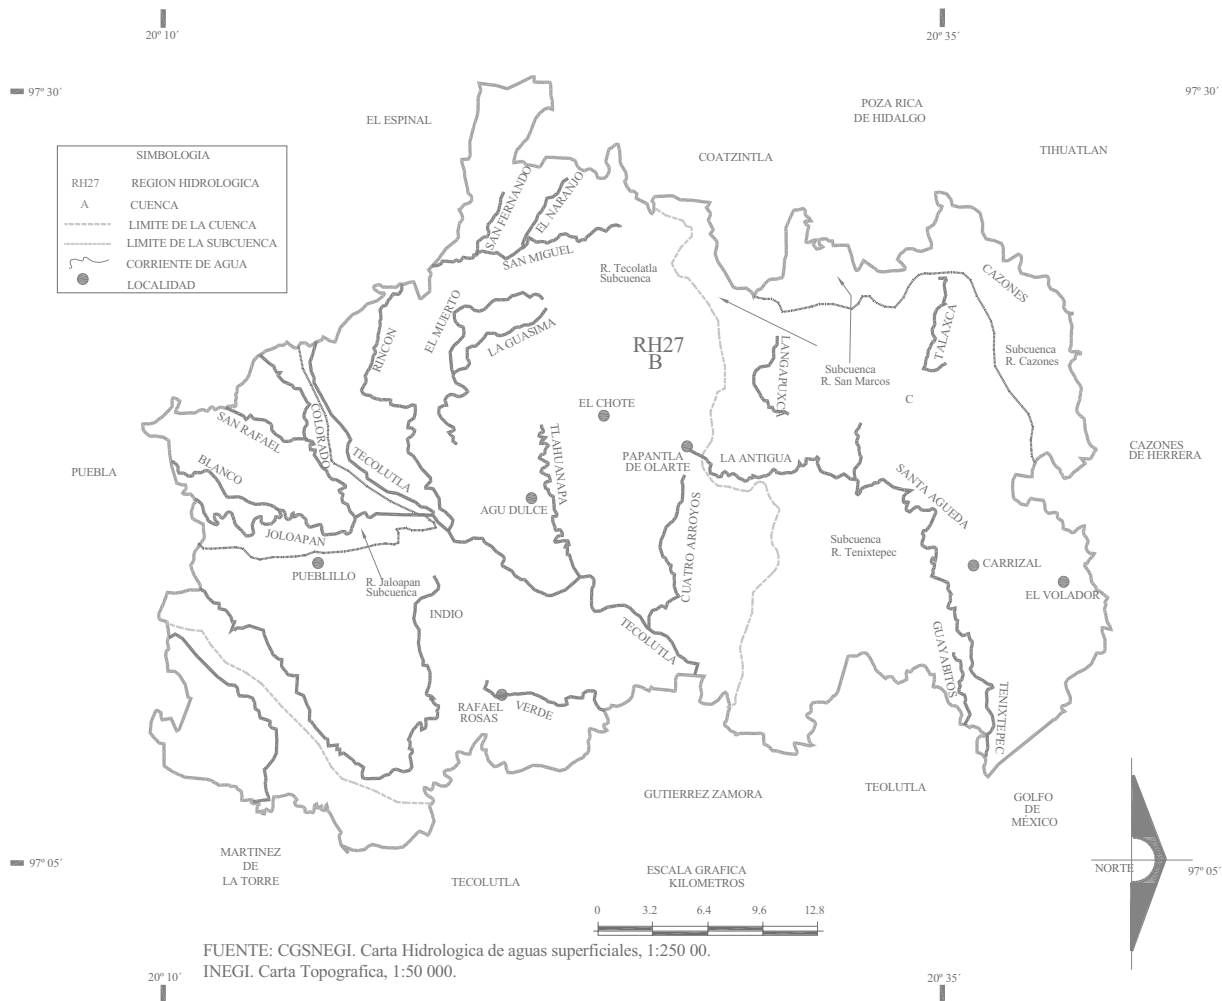 20º 10´
20º 35´
97º 30´
97º 30´
POZA RICA
DE HIDALGO
EL ESPINAL
COATZINTLA
TIHUATLAN
SIMBOLOGIA
RH27 REGION HIDROLOGICA
A CUENCA
LIMITE DE LA CUENCA
LIMITE DE LA SUBCUENCA
CORRIENTE DE AGUA
LOCALIDAD
SAN FERNANDO
EL NARANJO
SAN MIGUEL
R. Tecolatla
Subcuenca
CAZONES
EL MUERTO
LA GUASIMA
RINCON
RH27
B
LANGAPUXCA
TALAXCA
Subcuenca
R. Cazones
Subcuenca
R. San Marcos
C
EL CHOTE
SAN RAFAEL
COLORADO
TECOLUTLA
TLAHUANAPA
PAPANTLA
DE OLARTE
LA ANTIGUA
CAZONES
DE HERRERA
PUEBLA
BLANCO
SANTA AGUEDA
AGU DULCE
JOLOAPAN
CUATRO ARROYOS
Subcuenca
R. Tenixtepec
CARRIZAL
PUEBLILLO
R. Jaloapan
Subcuenca
EL VOLADOR
INDIO
TECOLUTLA
GUAYABITOS
RAFAEL
ROSAS
VERDE
TENIXTEPEC
GUTIERREZ ZAMORA
TEOLUTLA
GOLFO
DE
MÉXICO
MARTINEZ
DE
LA TORRE
TECOLUTLA
97º 05´
NORTE
97º 05´
ESCALA GRAFICA
KILOMETROS
0 3.2 6.4 9.6 12.8
FUENTE: CGSNEGI. Carta Hidrologica de aguas superficiales, 1:250 00.
INEGI. Carta Topografica, 1:50 000.
20º 10´
20º 35´